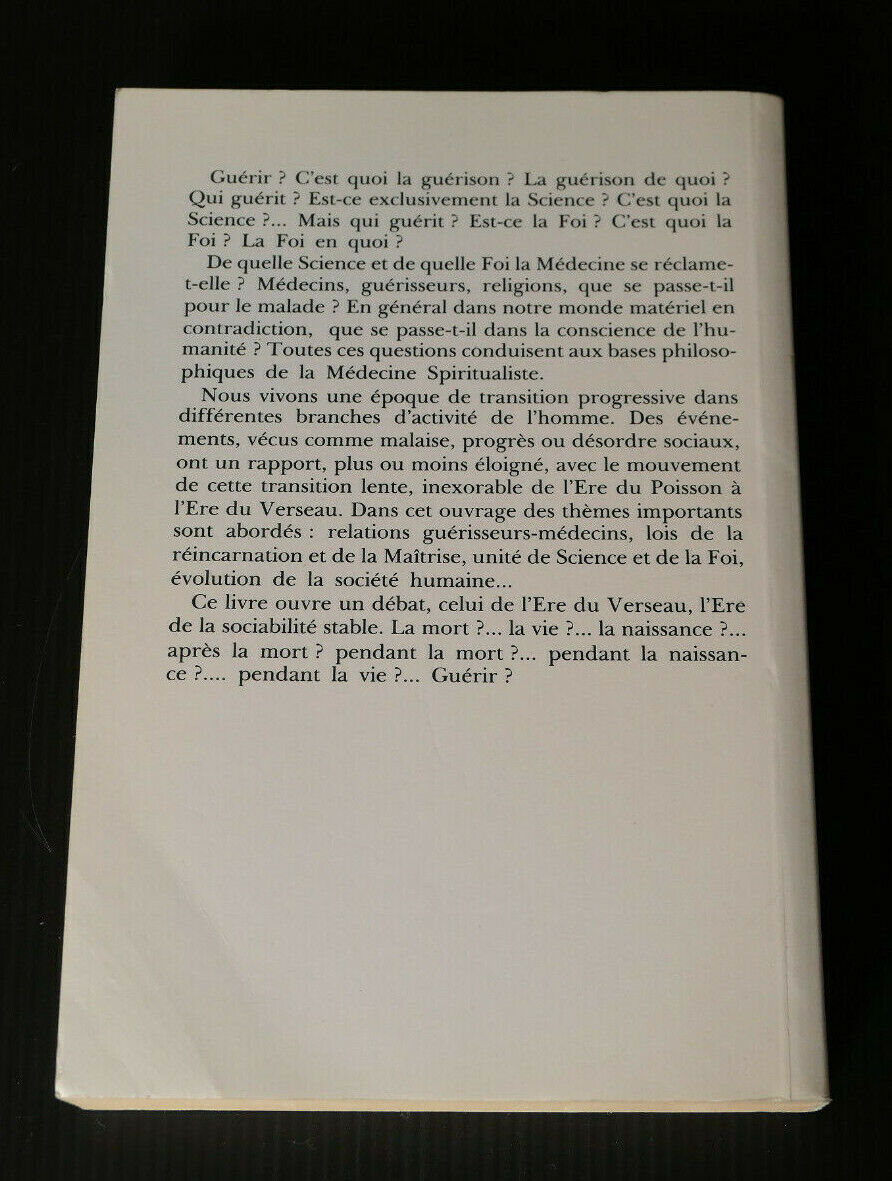 Guérir ? C'est quoi la guérison ? La guérison de quoi ?
Qui guérit ? Est-ce exclusivement la Science ? C'est quoi la
Science ?... Mais qui guérit ? Est-ce la Foi ? C'est quoi la
Foi ? La Foi en quoi ?
De quelle Science et de quelle Foi la Médecine se réclame-
t-elle ? Médecins, guérisseurs, religions, que se passe-t-il
pour le malade ? En général dans notre monde matériel en
contradiction, que se passe-t-il dans la conscience de l'hu-
manité ? Toutes ces questions conduisent aux bases philoso-
phiques de la Médecine Spiritualiste.
Nous vivons une époque de transition progressive dans
différentes branches d'activité de l'homme. Des événe-
ments, vécus comme malaise, progrès ou désordre sociaux,
ont un rapport, plus ou moins éloigné, avec le mouvement
de cette transition lente, inexorable de l'Ere du Poisson à
l'Ere du Verseau. Dans cet ouvrage des thèmes importants
sont abordés : relations guérisseurs-médecins, lois de la
réincarnation et de la Maîtrise, unité de Science et de la Foi,
évolution de la société humaine...
Ce livre ouvre un débat, celui de l'Ere du Verseau, l'Ere
de la sociabilité stable. La mort ?... la vie ?... la naissance ?...
après la mort ? pendant la mort ?... pendant la naissan-
ce ?.... pendant la vie ?... Guérir ?